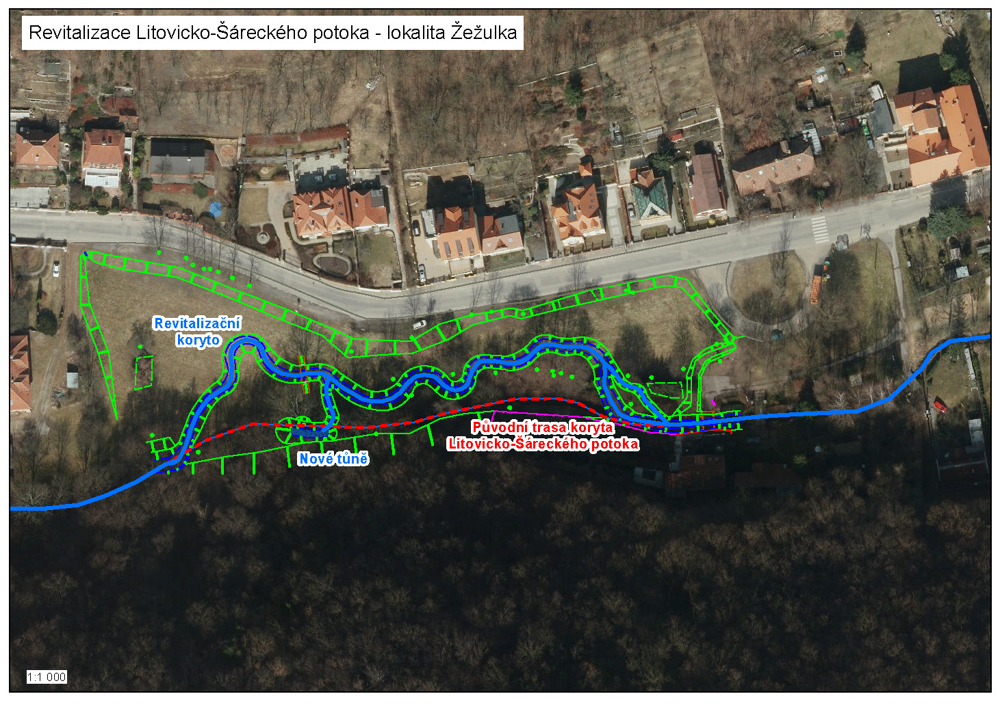 Revitalizace Litovicko-Šáreckého potoka - lokalita Žežulka
Revitalizační
koryto
Původní trasa koryta
Litovicko-Šáreckého potoka
Nové tůně
1:1 000